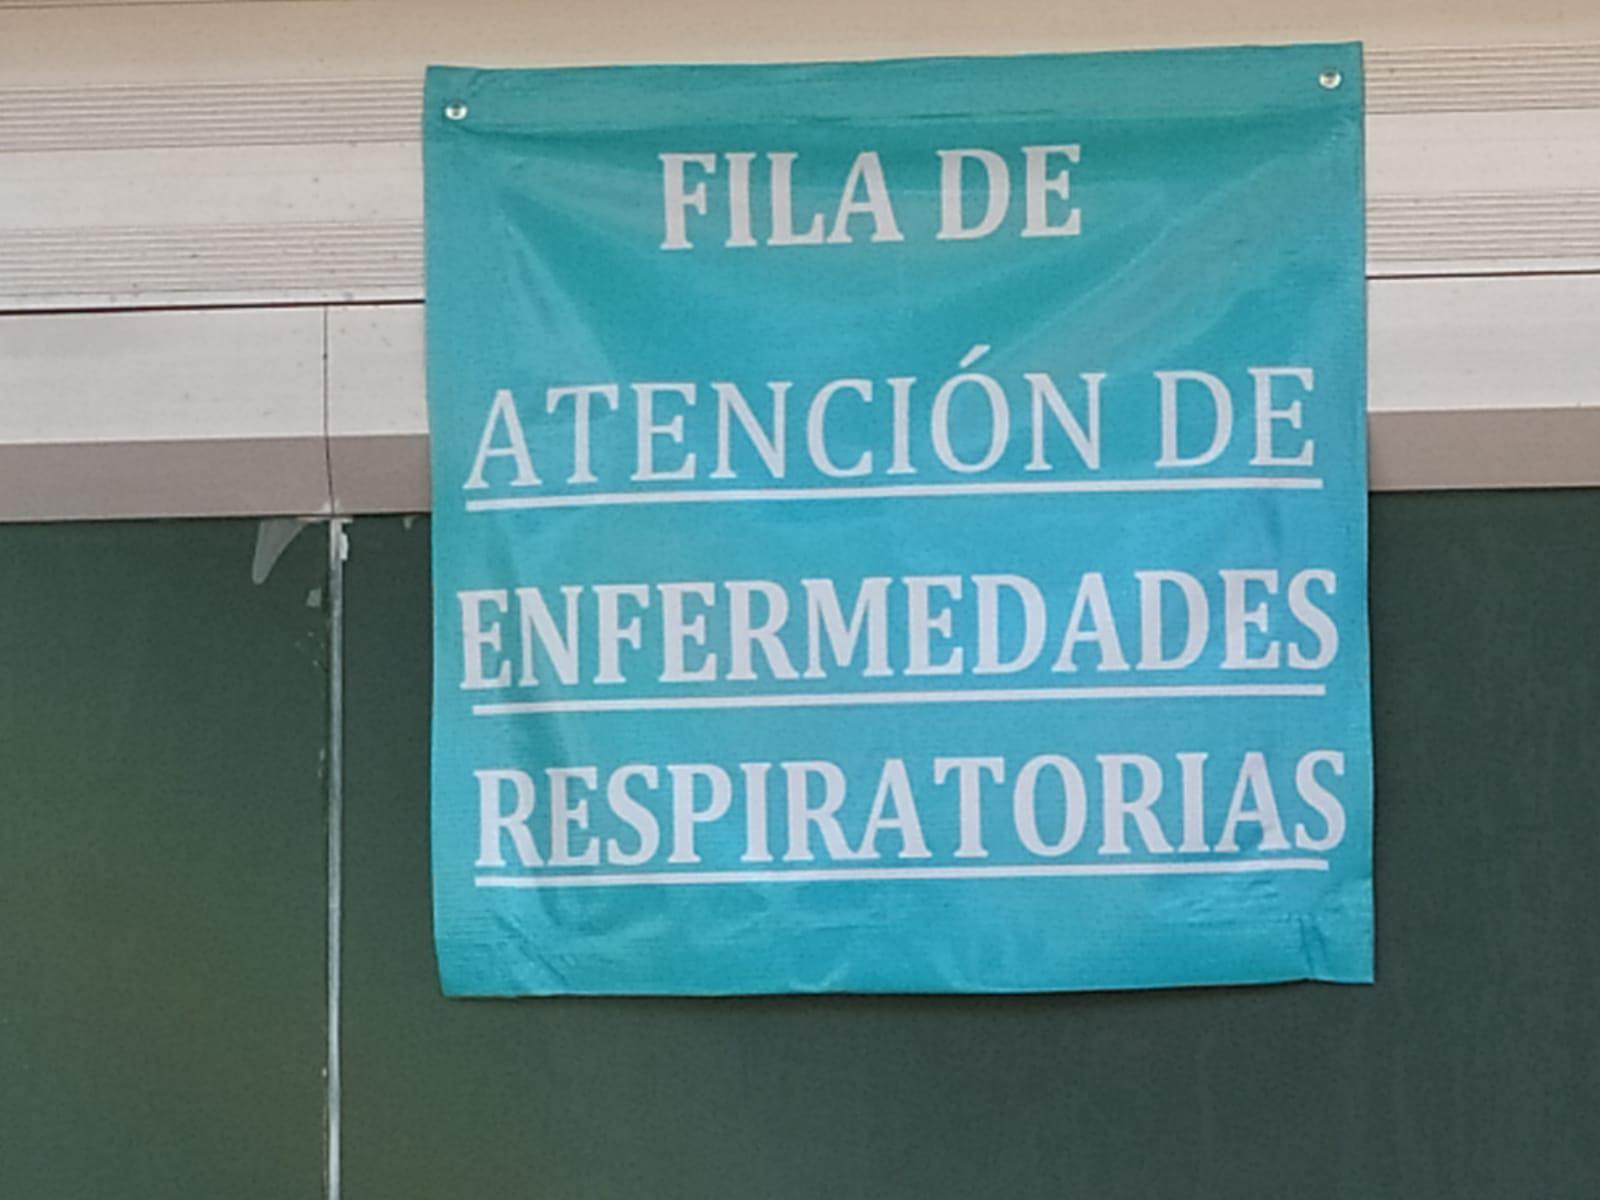 FILA DE
ATENCIÓN DE
ENFERMEDADES
RESPIRATORIAS